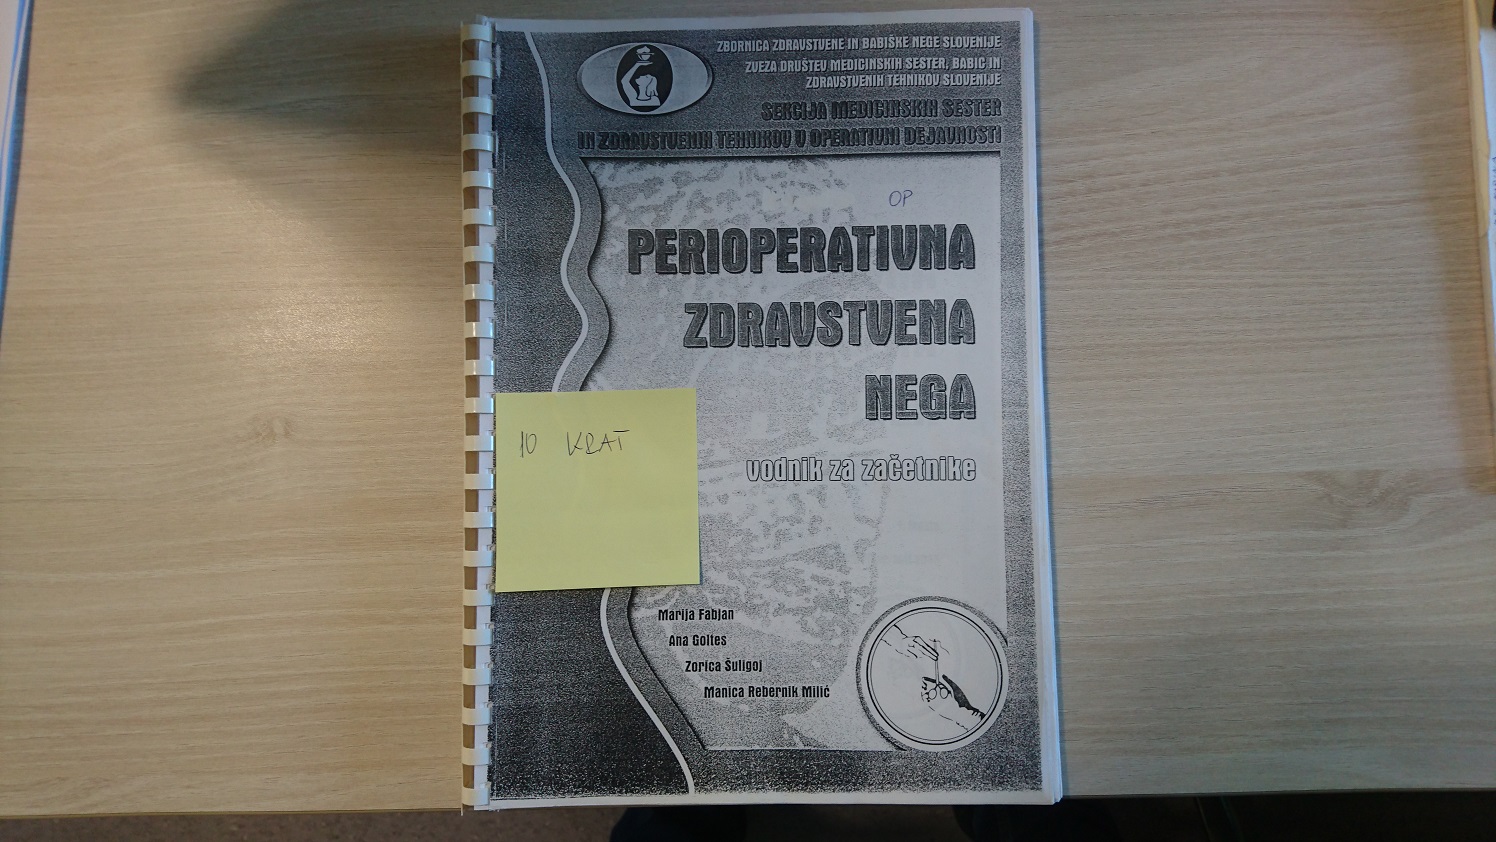 ZBORNICA ZDRAVSTVENE IN BABIŠKE NEGE SLOVENIJE
ZVEZA DRUŠTEV MEDICINSKIH SESTER, BABIC IN
ZDRAVSTVENIH TEHNIKOV SLOVENIJE
SEKCIJA MEDICINSKIH SESTER
IN ZDRAVSTVENIH TEHNIKOV V OPERATIVNI DEJAVNOSTI
OP
PERIOPERATIVNA
ZDRAVSTVENA
NEGA
vodnik za začetnike
10 KRAT
Marija Fabjan
Ana Goltes
Zorica Šuligoj
Manica Rebernik Milić